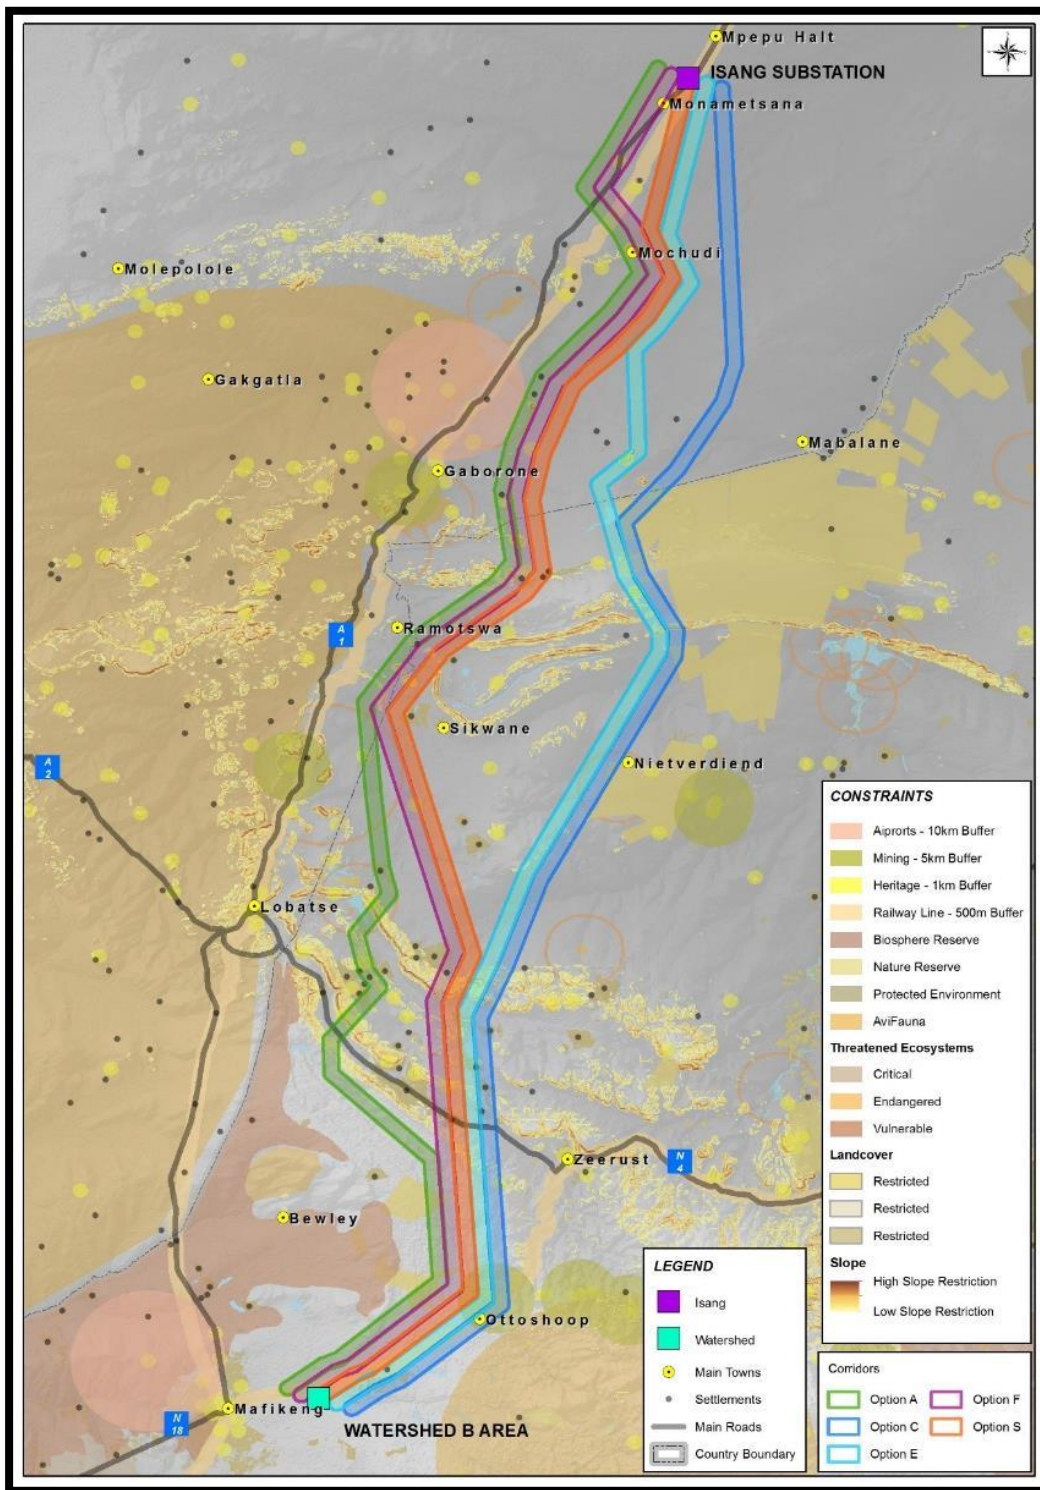 Mpepu Halt
ISANG SUBSTATION
Monametsana
Mochudi
Molepolole
Gakgatla
Mabalane
Gaborone
A
1
Ramotswa
Sikwane
A
2
Nietverdiend
Lobatse
Zeerust
N
4
Bewley
Ottoshoop
Mafikeng
N
18
WATERSHED B AREA
CONSTRAINTS
Aiprorts - 10km Buffer
Mining - 5km Buffer
Heritage - 1km Buffer
Railway Line - 500m Buffer
Biosphere Reserve
Nature Reserve
Protected Environment
AviFauna
Threatened Ecosystems
Critical
Endangered
Vulnerable
Landcover
Restricted
Restricted
Restricted
Slope
High Slope Restriction
Low Slope Restriction
LEGEND
Isang
Watershed
Main Towns
Settlements
Main Roads
Country Boundary
Corridors
Option A
Option F
Option C
Option S
Option E